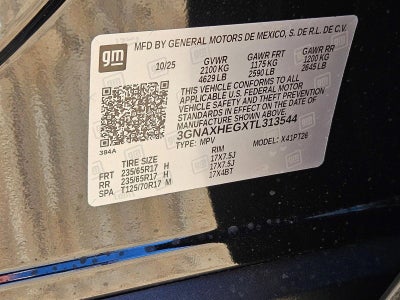 gm
MFD BY GENERAL MOTORS DE MEXICO, S. DE R.L. DE C.V.
10/25 GVWR GAWR FRT GAWR RR
2100 KG 1175 KG 1200 KG
4629 LB 2590 LB 2645 LB
THIS VEHICLE CONFORMS TO ALL
APPLICABLE U.S. FEDERAL MOTOR
VEHICLE SAFETY AND THEFT PREVENTION
STANDARDS IN EFFECT ON THE DATE OF
MANUFACTURE SHOWN ABOVE.
3GNAXHEGXTL313544
TYPE: MPV MODEL: X41PT26
384A
TIRE SIZE RIM
FRT 235/65R17 H 17X7.5J
RR 235/65R17 H 17X7.5J
SPA T125/70R17 M 17X4BT